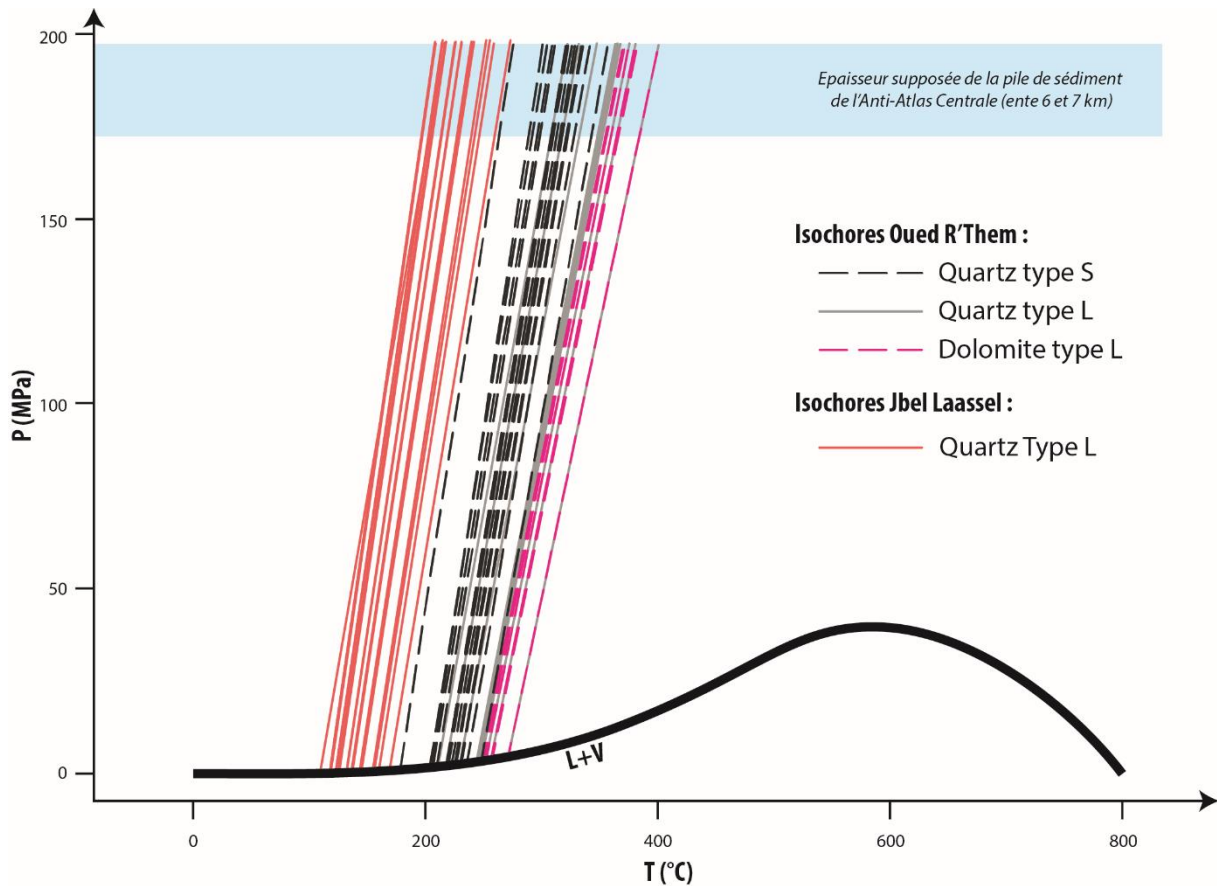 200
Epaisseur supposée de la pile de sédiment
de l'Anti-Atlas Centrale (ente 6 et 7 km)
150
Isochores Oued R'Them :
Quartz type S
Quartz type L
Dolomite type L
P (MPa)
100
Isochores Jbel Laassel :
Quartz Type L
50
L+V
0
0
200
400
600
800
T (°C)